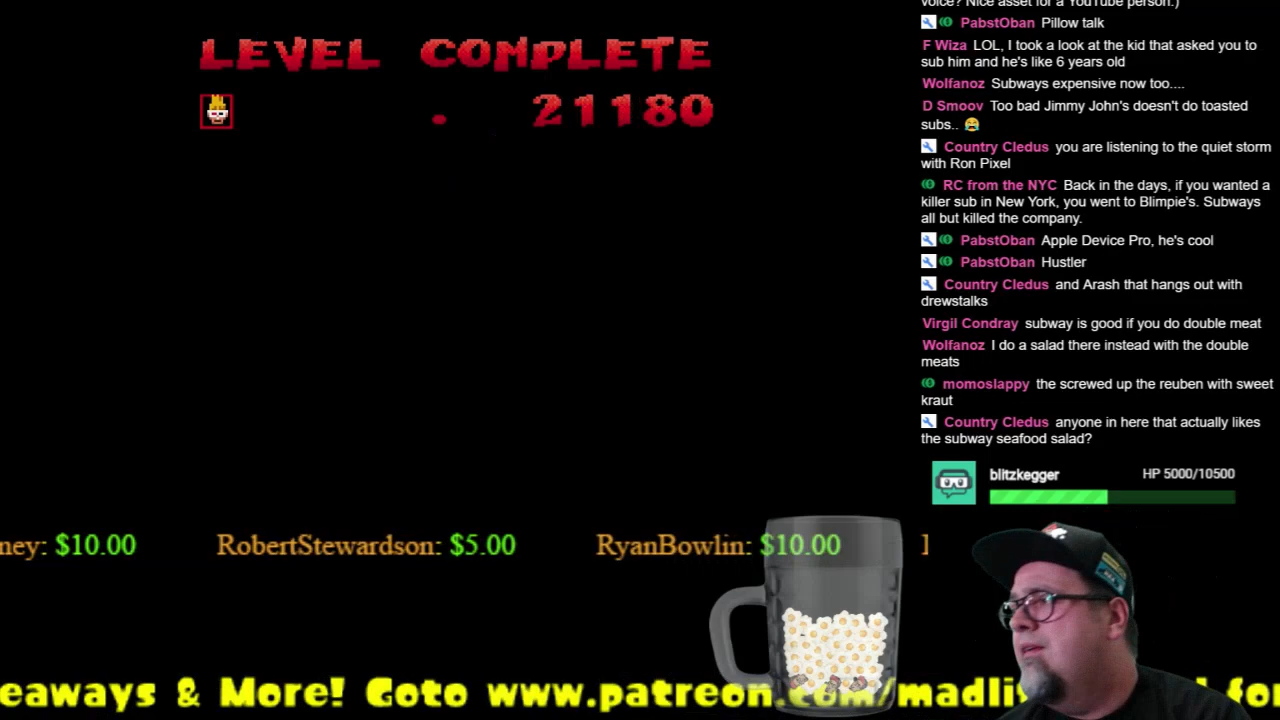 LEVEL COMPLETE
. 21180
voice? Nice asset for a YouTube person.)
PabstOban Pillow talk
F Wiza LOL, I took a look at the kid that asked you to
sub him and he's like 6 years old
Wolfanoz Subways expensive now too....
D Smoov Too bad Jimmy John's doesn't do toasted
subs.. 😭
Country Cledus you are listening to the quiet storm
with Ron Pixel
RC from the NYC Back in the days, if you wanted a
killer sub in New York, you went to Blimpie's. Subways
all but killed the company.
PabstOban Apple Device Pro, he's cool
PabstOban Hustler
Country Cledus and Arash that hangs out with
drewstalks
Virgil Condray subway is good if you do double meat
Wolfanoz I do a salad there instead with the double
meats
momoslappy the screwed up the reuben with sweet
kraut
Country Cledus anyone in here that actually likes
the subway seafood salad?
blitzkegger HP 5000/10500
ney: $10.00 RobertStewardson: $5.00 RyanBowlin: $10.00
eaways & More! Goto www.patreon.com/madli